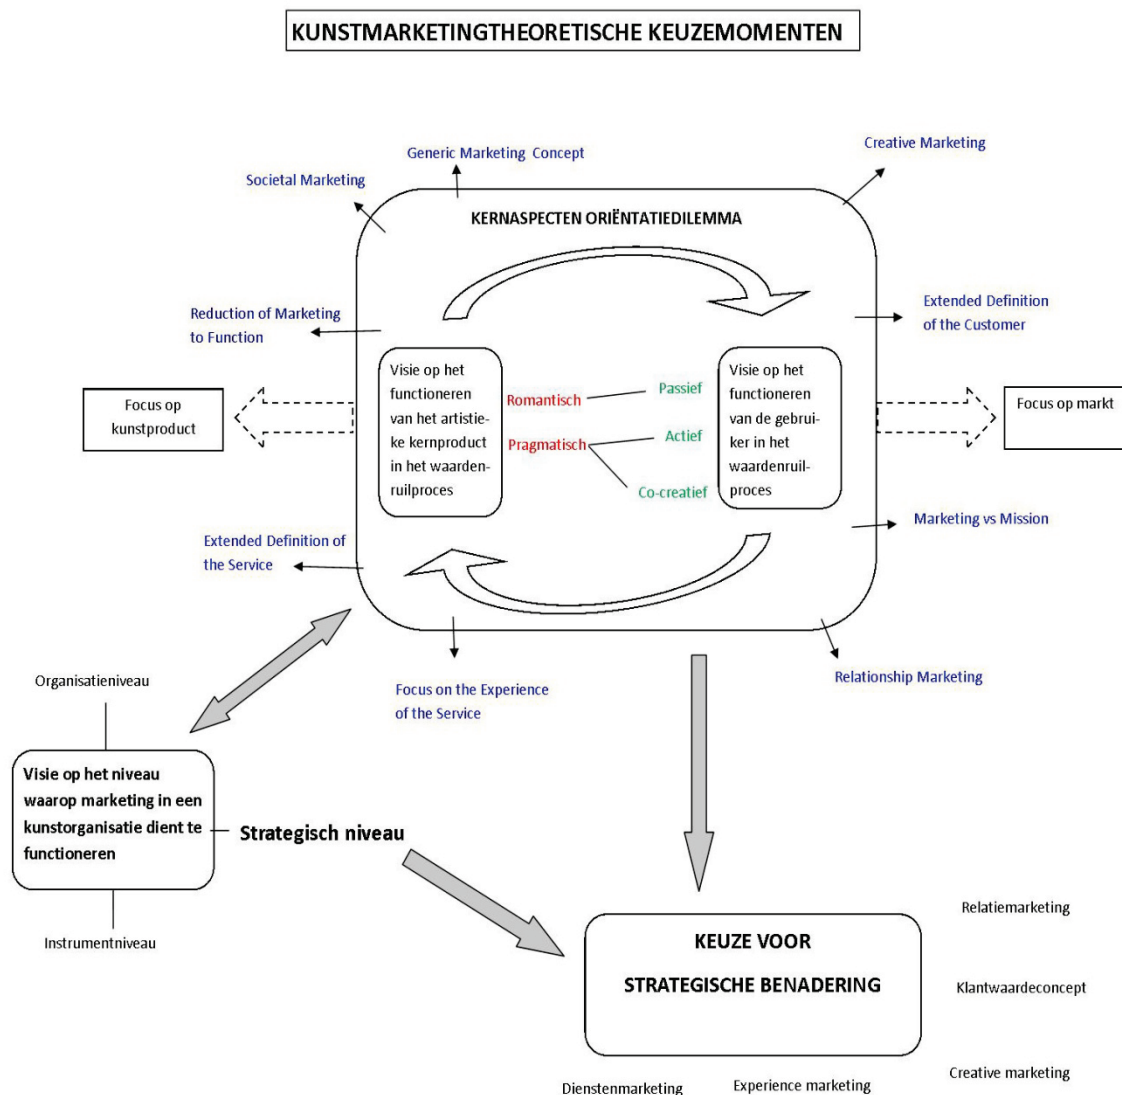 KUNSTMARKETINGTHEORETISCHE KEUZEMOMENTEN
Generic Marketing Concept
Creative Marketing
Societal Marketing
KERNASPECTEN ORIËNTATIEDILEMMA
Reduction of Marketing
to Function
Extended Definition
of the Customer
Focus op
kunstproduct
Visie op het
functioneren
van het artistie-
ke kernproduct
in het waarden-
ruilproces
Romantisch
Pragmatisch
Passief
Actief
Co-creatief
Visie op het
functioneren
van de gebrui-
ker in het
waardenruil-
proces
Focus op markt
Extended Definition of
the Service
Marketing vs Mission
Focus on the Experience
of the Service
Relationship Marketing
Organisatieniveau
Visie op het niveau
waarop marketing in een
kunstorganisatie dient te
functioneren
Strategisch niveau
Instrumentniveau
KEUZE VOOR
STRATEGISCHE BENADERING
Relatiemarketing
Klantwaardeconcept
Creative marketing
Dienstenmarketing
Experience marketing